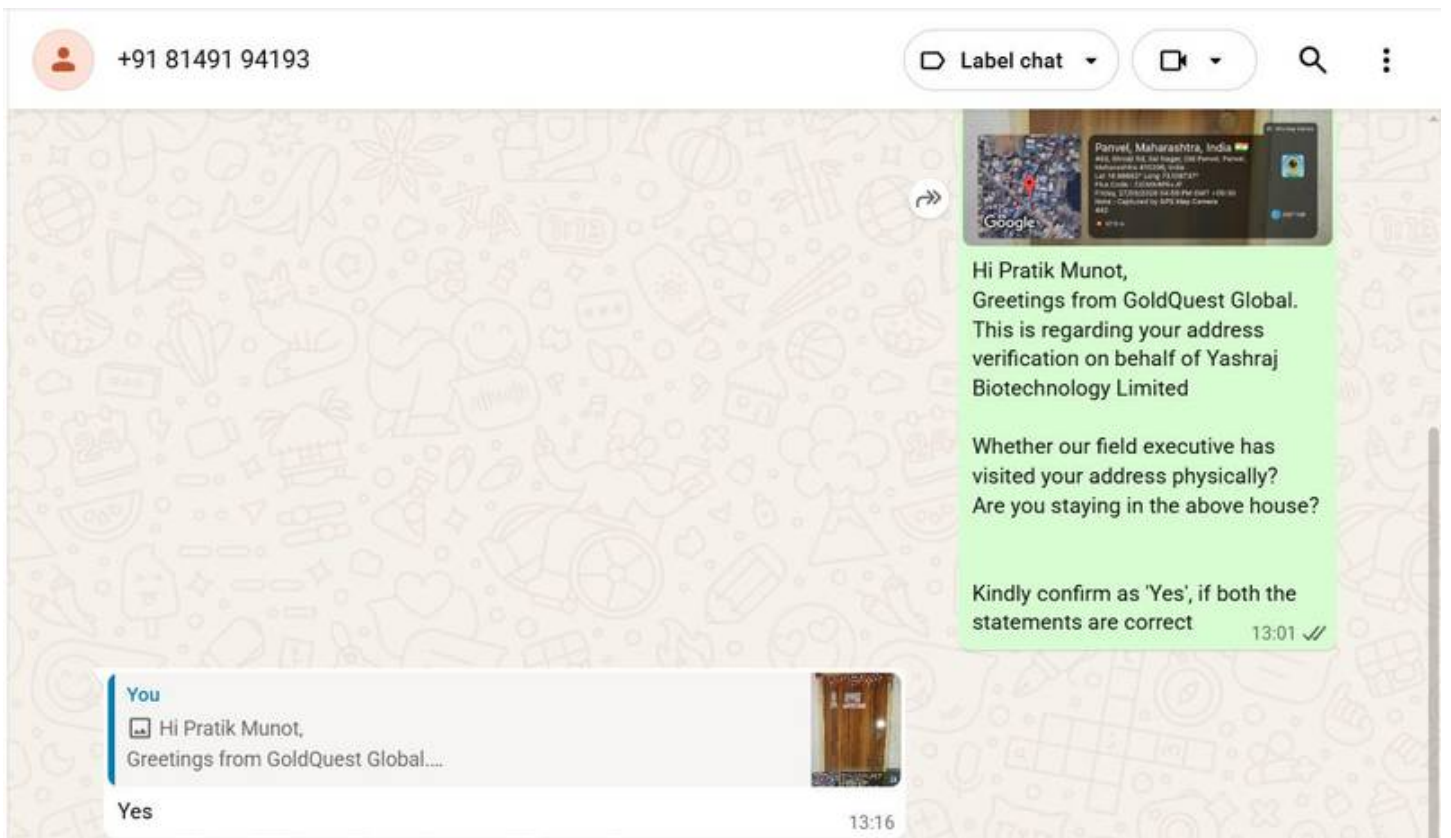 +91 81491 94193
Label chat
Panvel, Maharashtra, India
Google
Hi Pratik Munot,
Greetings from GoldQuest Global.
This is regarding your address
verification on behalf of Yashraj
Biotechnology Limited
Whether our field executive has
visited your address physically?
Are you staying in the above house?
Kindly confirm as 'Yes', if both the
statements are correct
13:01
You
Hi Pratik Munot,
Greetings from GoldQuest Global....
Yes
13:16